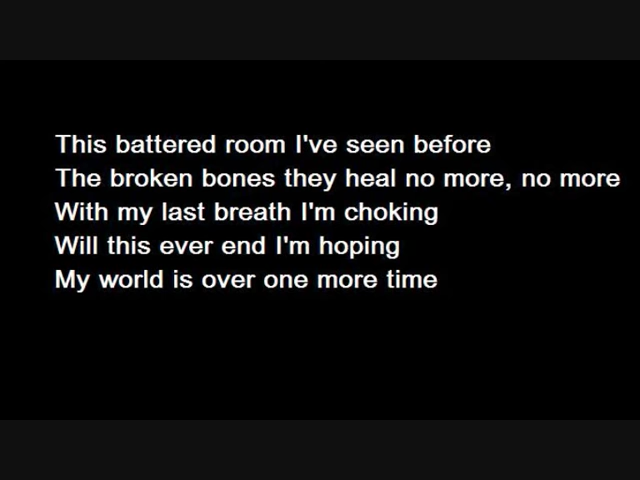 This battered room I've seen before
The broken bones they heal no more, no more
With my last breath I'm choking
Will this ever end I'm hoping
My world is over one more time